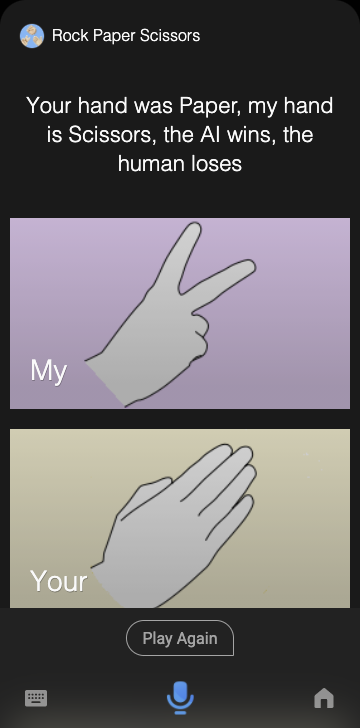 Rock Paper Scissors
Your hand was Paper, my hand
is Scissors, the AI wins, the
human loses
My
Your
Play Again